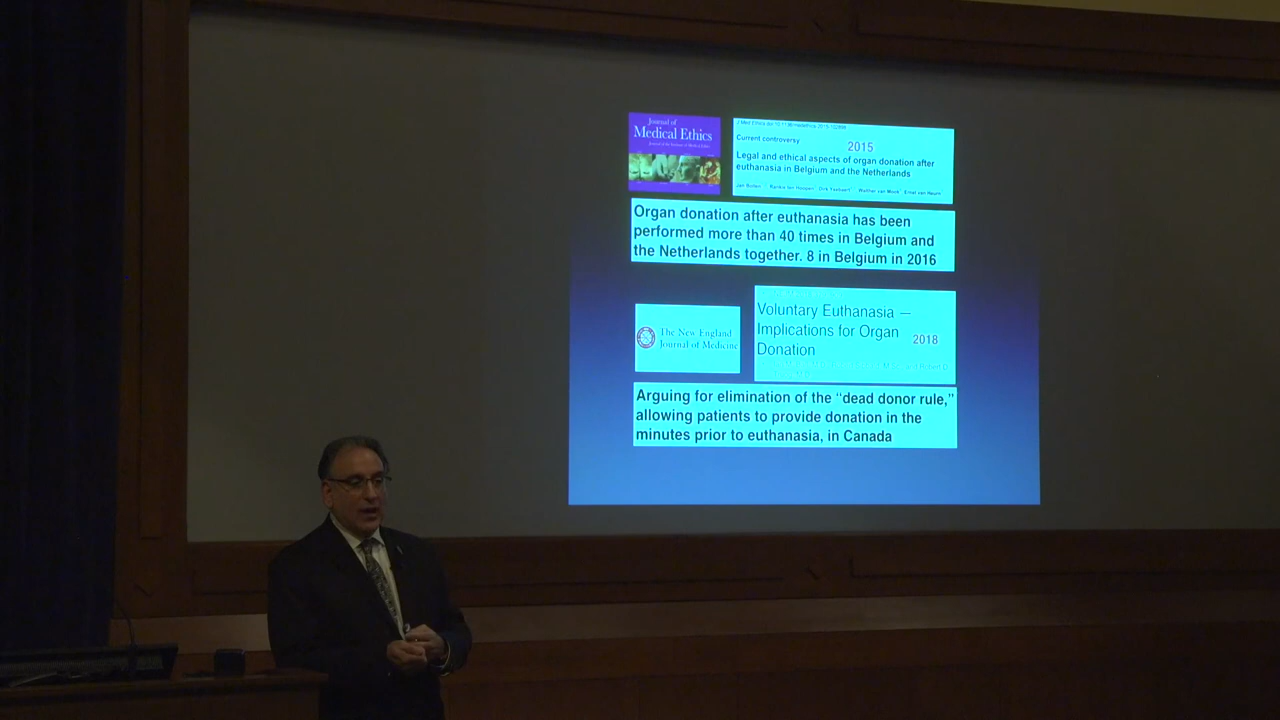 Journal of
Medical Ethics
Current controversy
2015
Legal and ethical aspects of organ donation after
euthanasia in Belgium and the Netherlands
Organ donation after euthanasia has been
performed more than 40 times in Belgium and
the Netherlands together. 8 in Belgium in 2016
The New England
Journal of Medicine
Voluntary Euthanasia —
Implications for Organ
Donation
2018
Arguing for elimination of the “dead donor rule,”
allowing patients to provide donation in the
minutes prior to euthanasia, in Canada